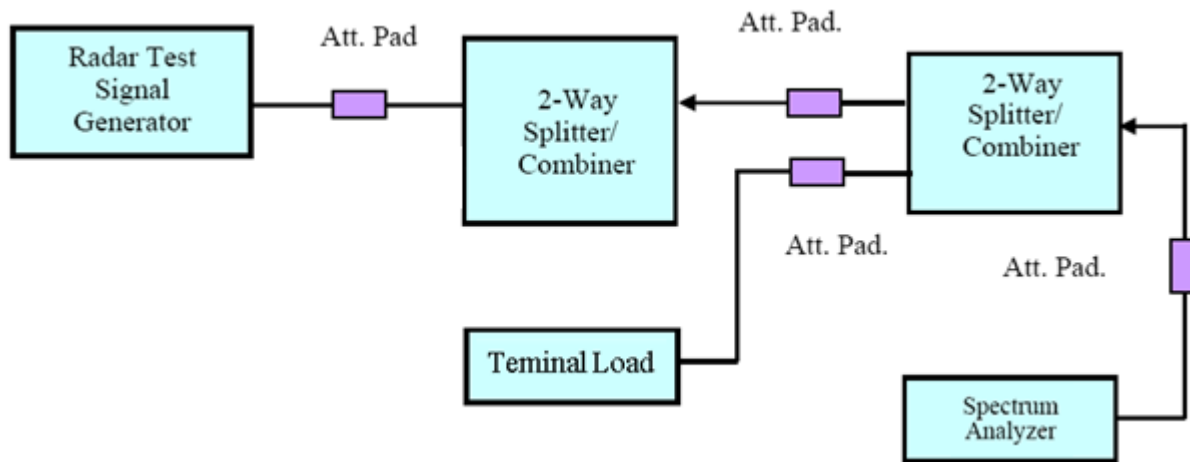 Radar Test
Signal
Generator
Att. Pad
2-Way
Splitter/
Combiner
Att. Pad.
Att. Pad.
2-Way
Splitter/
Combiner
Att. Pad.
Teminal Load
Spectrum
Analyzer